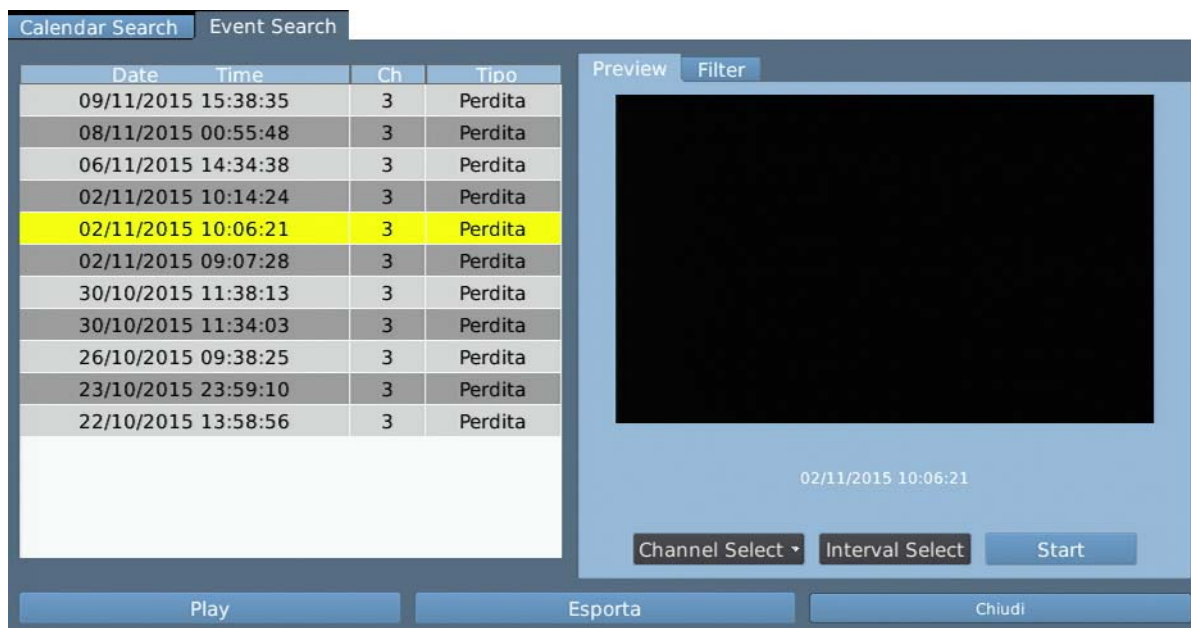 Calendar Search Event Search
Date Time Ch Tipo
09/11/2015 15:38:35 3 Perdita
08/11/2015 00:55:48 3 Perdita
06/11/2015 14:34:38 3 Perdita
02/11/2015 10:14:24 3 Perdita
02/11/2015 10:06:21 3 Perdita
02/11/2015 09:07:28 3 Perdita
30/10/2015 11:38:13 3 Perdita
30/10/2015 11:34:03 3 Perdita
26/10/2015 09:38:25 3 Perdita
23/10/2015 23:59:10 3 Perdita
22/10/2015 13:58:56 3 Perdita
Preview Filter
02/11/2015 10:06:21
Channel Select Interval Select Start
Play Esporta Chiudi